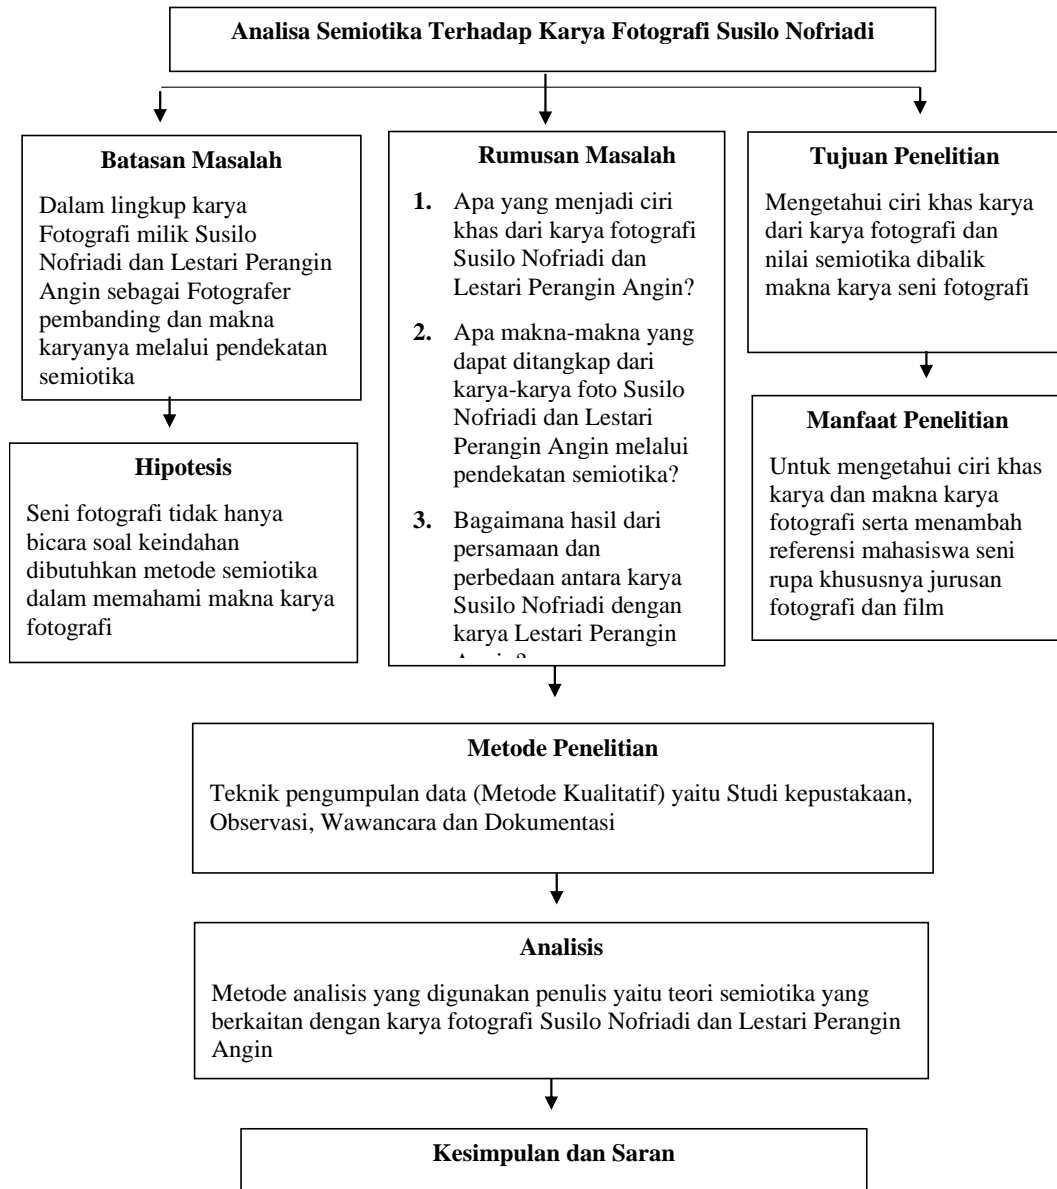 Analisa Semiotika Terhadap Karya Fotografi Susilo Nofriadi
Batasan Masalah
Dalam lingkup karya
Fotografi milik Susilo
Nofriadi dan Lestari Perangin
Angin sebagai Fotografer
pembanding dan makna
karyanya melalui pendekatan
semiotika
Hipotesis
Seni fotografi tidak hanya
bicara soal keindahan
dibutuhkan metode semiotika
dalam memahami makna karya
fotografi
Rumusan Masalah
1. Apa yang menjadi ciri
khas dari karya fotografi
Susilo Nofriadi dan
Lestari Perangin Angin?
2. Apa makna-makna yang
dapat ditangkap dari
karya-karya foto Susilo
Nofriadi dan Lestari
Perangin Angin melalui
pendekatan semiotika?
3. Bagaimana hasil dari
persamaan dan
perbedaan antara karya
Susilo Nofriadi dengan
karya Lestari Perangin
Tujuan Penelitian
Mengetahui ciri khas karya
dari karya fotografi dan
nilai semiotika dibalik
makna karya seni fotografi
Manfaat Penelitian
Untuk mengetahui ciri khas
karya dan makna karya
fotografi serta menambah
referensi mahasiswa seni
rupa khususnya jurusan
fotografi dan film
Metode Penelitian
Teknik pengumpulan data (Metode Kualitatif) yaitu Studi kepustakaan,
Observasi, Wawancara dan Dokumentasi
Analisis
Metode analisis yang digunakan penulis yaitu teori semiotika yang
berkaitan dengan karya fotografi Susilo Nofriadi dan Lestari Perangin
Angin
Kesimpulan dan Saran